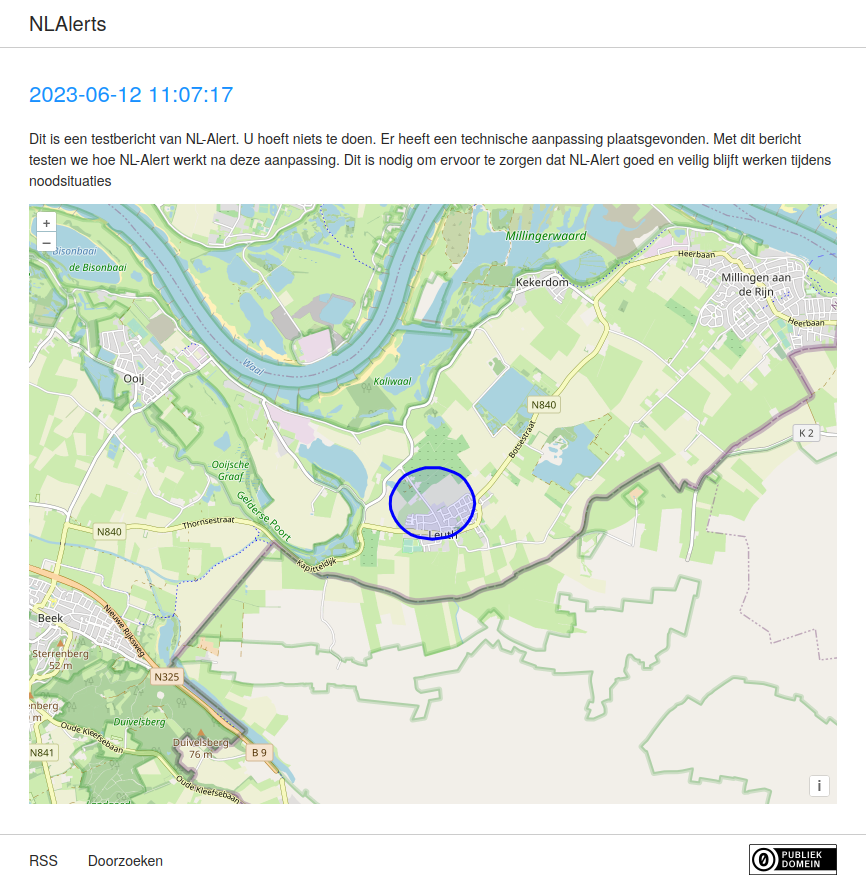 NLAlerts
2023-06-12 11:07:17
Dit is een testbericht van NL-Alert. U hoeft niets te doen. Er heeft een technische aanpassing plaatsgevonden. Met dit bericht
testen we hoe NL-Alert werkt na deze aanpassing. Dit is nodig om ervoor te zorgen dat NL-Alert goed en veilig blijft werken tijdens
noodsituaties
+
–
Bisonbaai
de Bisonbaai
Millingerwaard
Heerbaan
Kekerdom
Millingen aan
de Rijn
Heerbaan
Waal
Ooij
Kaliwaal
N840
K 2
Botsestraat
Ooijsche
Graaf
Gelderse Poort
Thornsestraat
N840
Leuth
Kapitteldijk
Nieuwe Rijksweg
Beek
Sterrenberg
52 m
N325
enberg
m
Duivelsberg
Oude Kleefsebaan
Duivelsberg
76 m
B 9
N841
Oude Kleefsebaan
i
RSS
Doorzoeken
PUBLIEK
DOMEIN